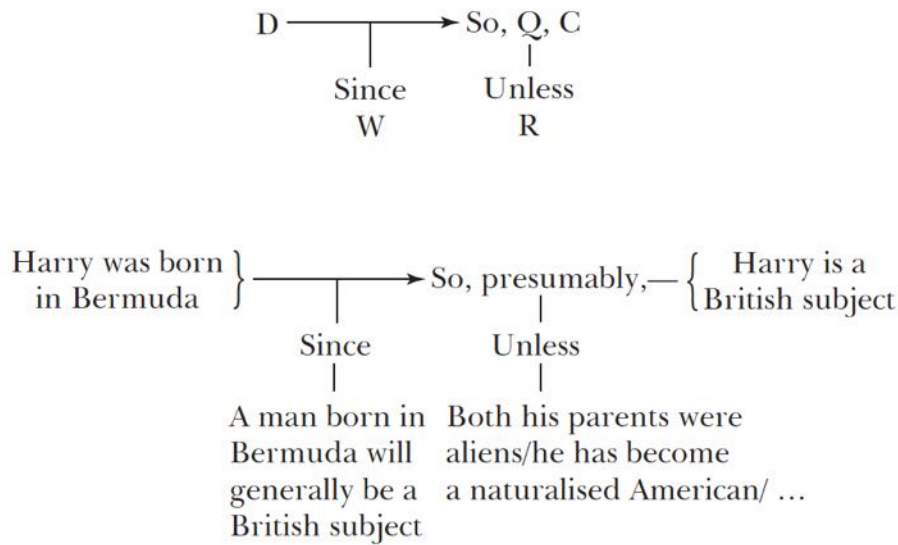 D So, Q, C
Since Unless
W R
Harry was born
in Bermuda
So, presumably,—
Harry is a
British subject
Since
Unless
A man born in
Bermuda will
generally be a
British subject
Both his parents were
aliens/he has become
a naturalised American/ …